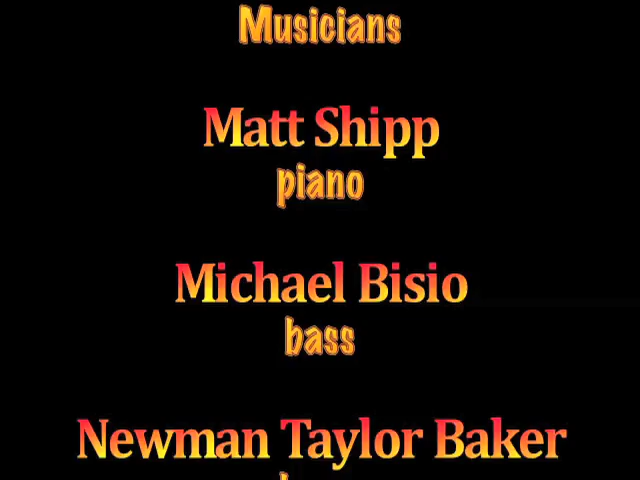 Musicians
Matt Shipp
piano
Michael Bisio
bass
Newman Taylor Baker